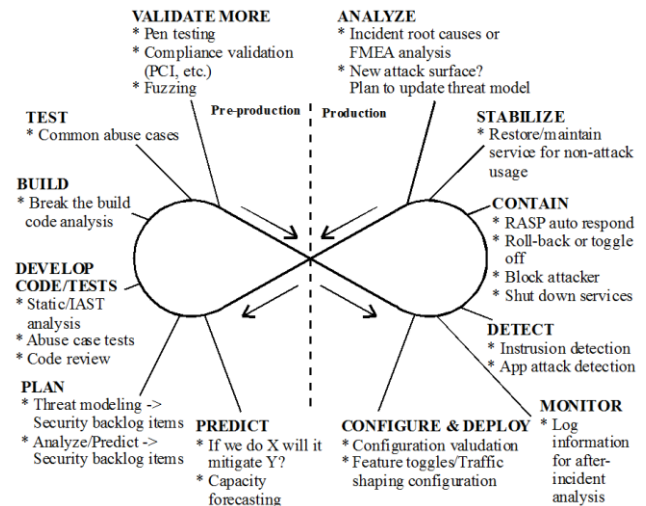 VALIDATE MORE
* Pen testing
* Compliance validation
(PCI, etc.)
* Fuzzing
ANALYZE
* Incident root causes or
FMEA analysis
* New attack surface?
Plan to update threat model
Pre-production
Production
TEST
* Common abuse cases
STABILIZE
* Restore/maintain
service for non-attack
usage
BUILD
* Break the build
code analysis
CONTAIN
* RASP auto respond
* Roll-back or toggle
off
* Block attacker
* Shut down services
DEVELOP
CODE/TESTS
* Static/IAST
analysis
* Abuse case tests
* Code review
DETECT
* Instrusion detection
* App attack detection
PLAN
* Threat modeling ->
Security backlog items
* Analyze/Predict ->
Security backlog items
PREDICT
* If we do X will it
mitigate Y?
* Capacity
forecasting
CONFIGURE & DEPLOY
* Configuration valudation
* Feature toggles/Traffic
shaping configuration
MONITOR
* Log
information
for after-
incident
analysis